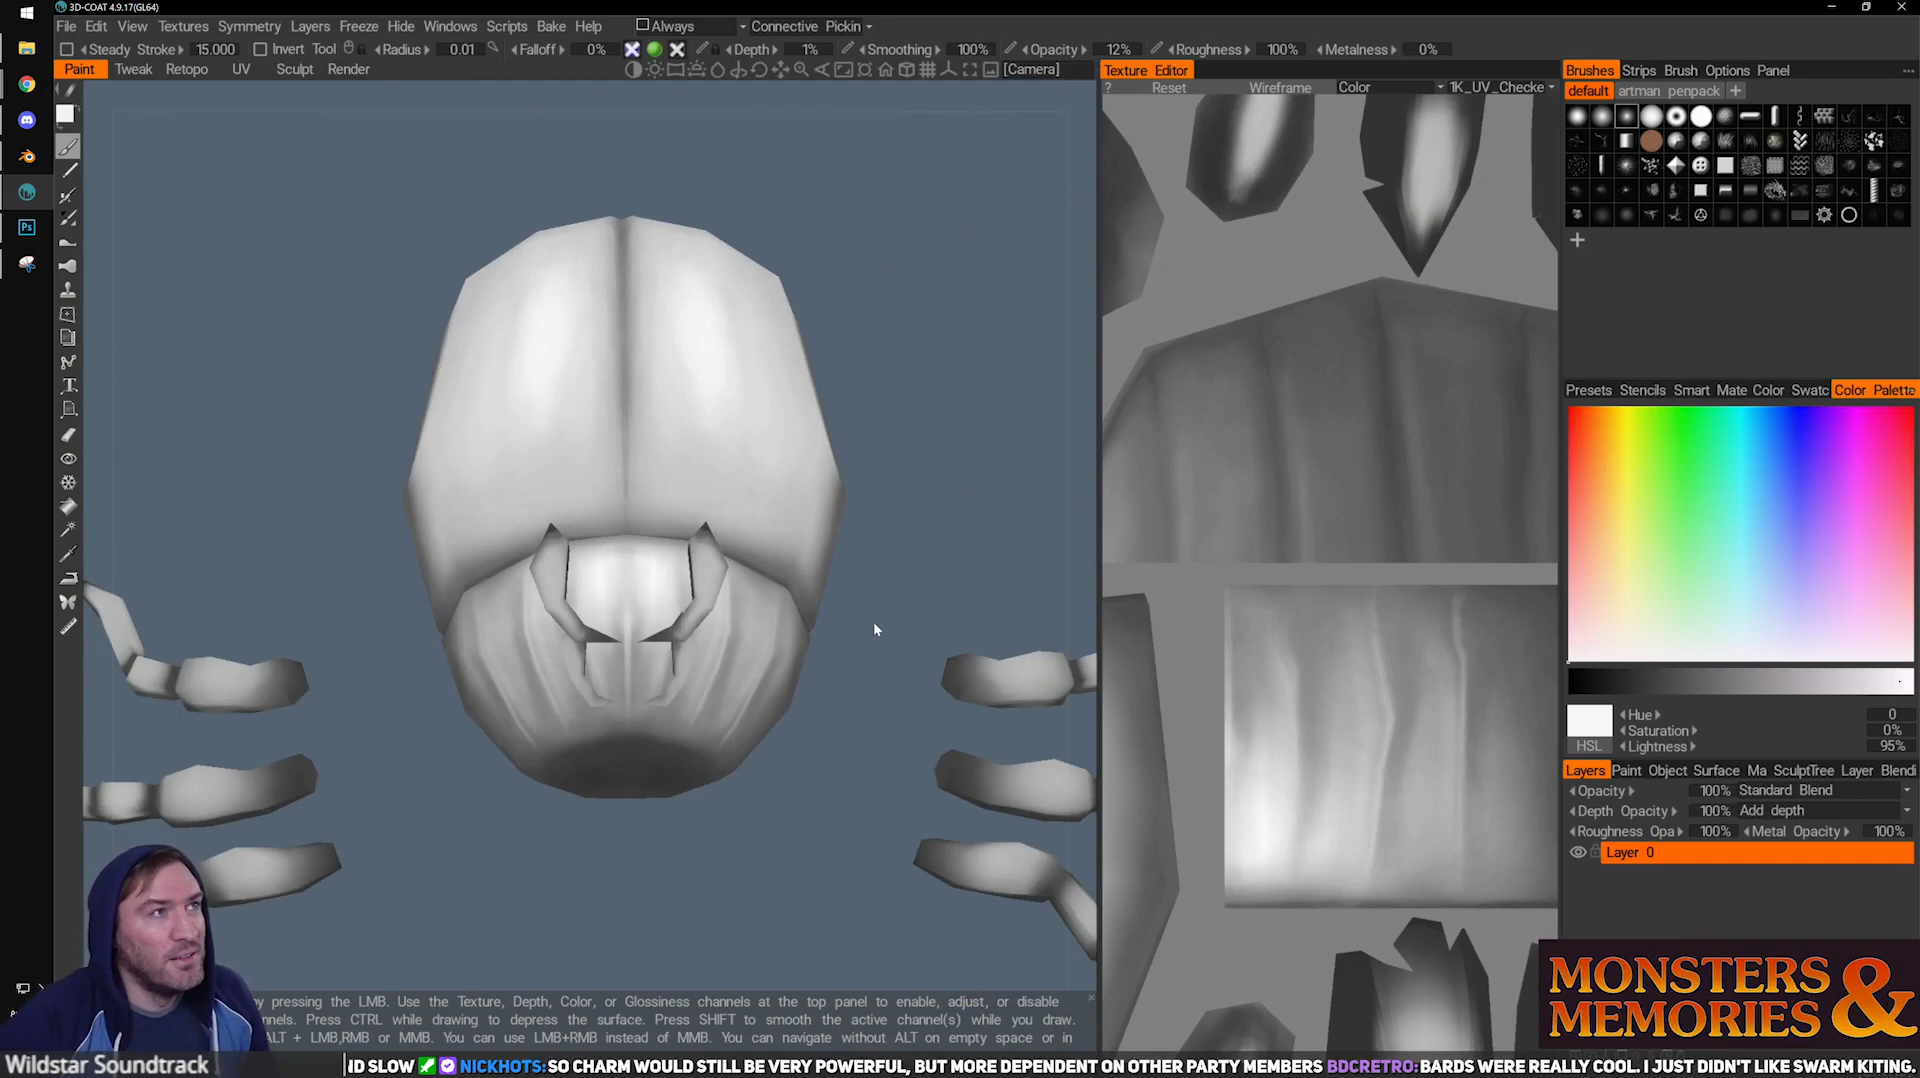 3D-COAT 4.9.17(GL64)
File Edit View Textures Symmetry Layers Freeze Hide Windows Scripts Bake Help Always Connective Pickin
Steady Stroke 15.000 Invert Tool Radius 0.01 Falloff 0% Depth 1% Smoothing 100% Opacity 12% Roughness 100% Metalness 0%
Paint Tweak Retopo UV Sculpt Render [Camera]
Texture Editor
? Reset Wireframe Color 1K_UV_Checke
Brushes Strips Brush Options Panel
default artman penpack +
Presets Stencils Smart Mate Color Swatc Color Palette
Hue 0
Saturation 0%
HSL Lightness 95%
Layers Paint Object Surface Ma SculptTree Layer Blendi
Opacity 100% Standard Blend
Depth Opacity 100% Add depth
Roughness Opa 100% Metal Opacity 100%
Layer 0
by pressing the LMB. Use the Texture, Depth, Color, or Glossiness channels at the top panel to enable, adjust, or disable
nnels. Press CTRL while drawing to depress the surface. Press SHIFT to smooth the active channel(s) while you draw.
ALT + LMB,RMB or MMB. You can use LMB+RMB instead of MMB. You can navigate without ALT on empty space or in
MONSTERS & MEMORIES
Wildstar Soundtrack
ID SLOW NICKHOTS: SO CHARM WOULD STILL BE VERY POWERFUL, BUT MORE DEPENDENT ON OTHER PARTY MEMBERS BDCRETRO: BARDS WERE REALLY COOL. I JUST DIDN'T LIKE SWARM KITING.